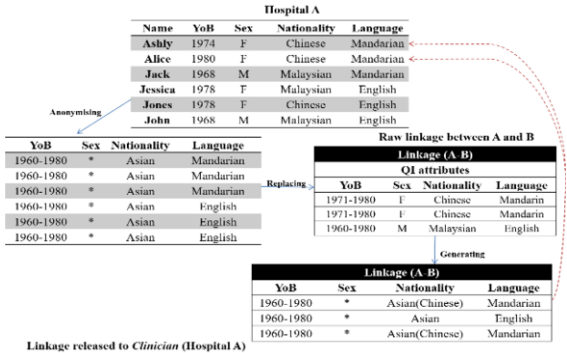 Hospital A
Name YoB Sex Nationality Language
Ashly 1974 F Chinese Mandarian
Alice 1980 F Chinese Mandarian
Jack 1968 M Malaysian Mandarian
Jessica 1978 F Malaysian English
Jones 1978 F Chinese English
John 1968 M Malaysian English
Anonymising
YoB Sex Nationality Language
1960-1980 * Asian Mandarian
1960-1980 * Asian Mandarian
1960-1980 * Asian Mandarian
1960-1980 * Asian English
1960-1980 * Asian English
1960-1980 * Asian English
Replacing
Raw linkage between A and B
Linkage (A-B)
QI attributes
YoB Sex Nationality Language
1971-1980 F Chinese Mandarin
1971-1980 F Chinese Mandarin
1960-1980 M Malaysian English
Generating
Linkage (A-B)
YoB Sex Nationality Language
1960-1980 * Asian(Chinese) Mandarian
1960-1980 * Asian English
1960-1980 * Asian(Chinese) Mandarian
Linkage released to Clinician (Hospital A)